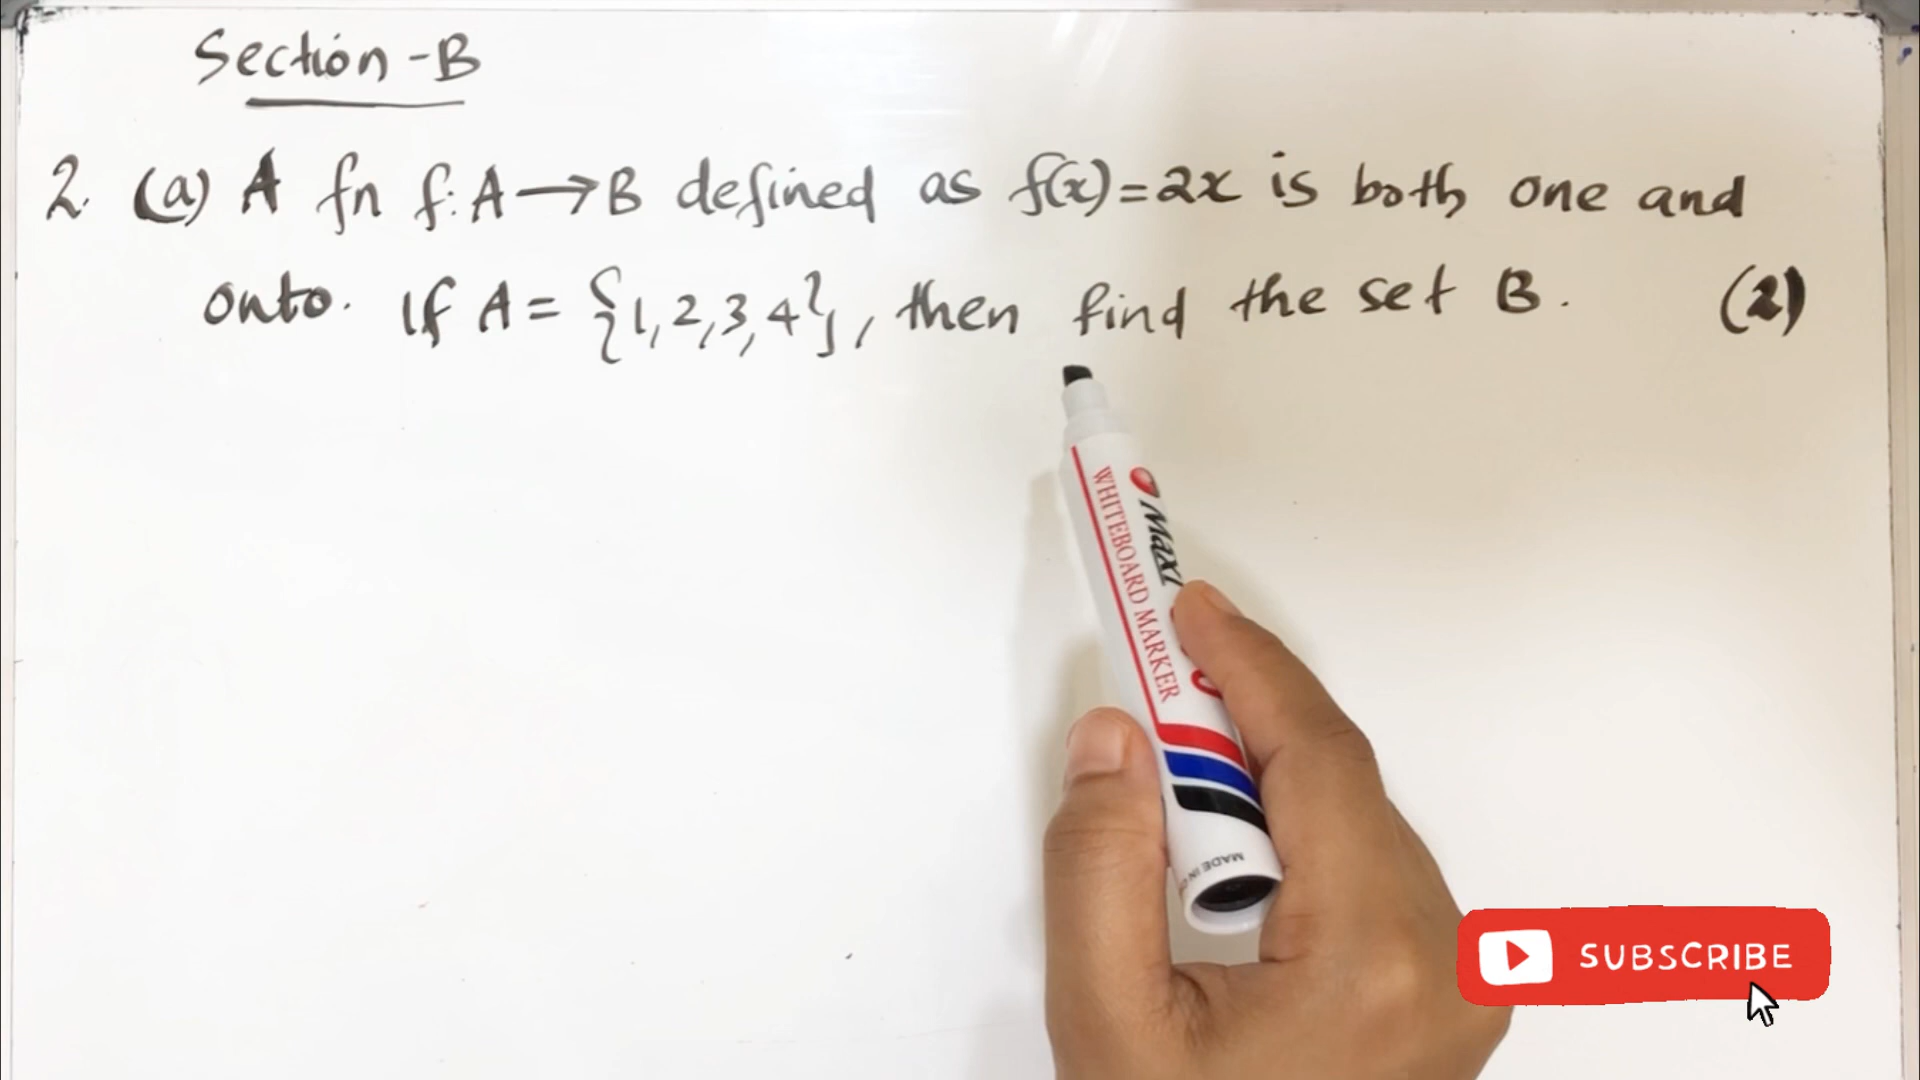 Section-B
2. (a) A fn f: A→B defined as f(x)=2x is both one and
onto. If A = {1,2,3,4}, then find the set B. (2)
Maxi
WHITEBOARD MARKER
MADE IN
SUBSCRIBE